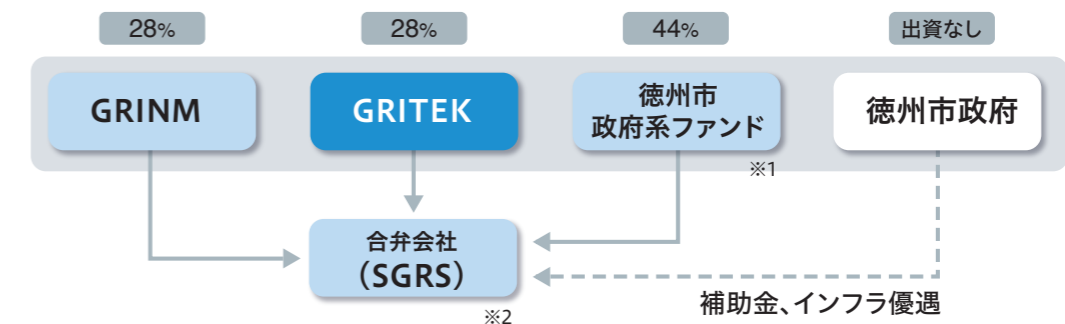 28%
28%
44%
出資なし
GRINM
GRITEK
徳州市
政府系ファンド
徳州市政府
※1
合弁会社
（SGRS）
※2
補助金、インフラ優遇